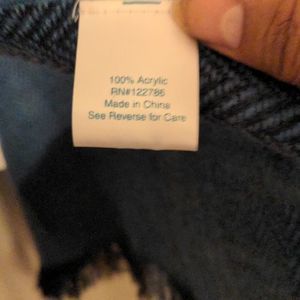 100% Acrylic
RN#122786
Made in China
See Reverse for Care